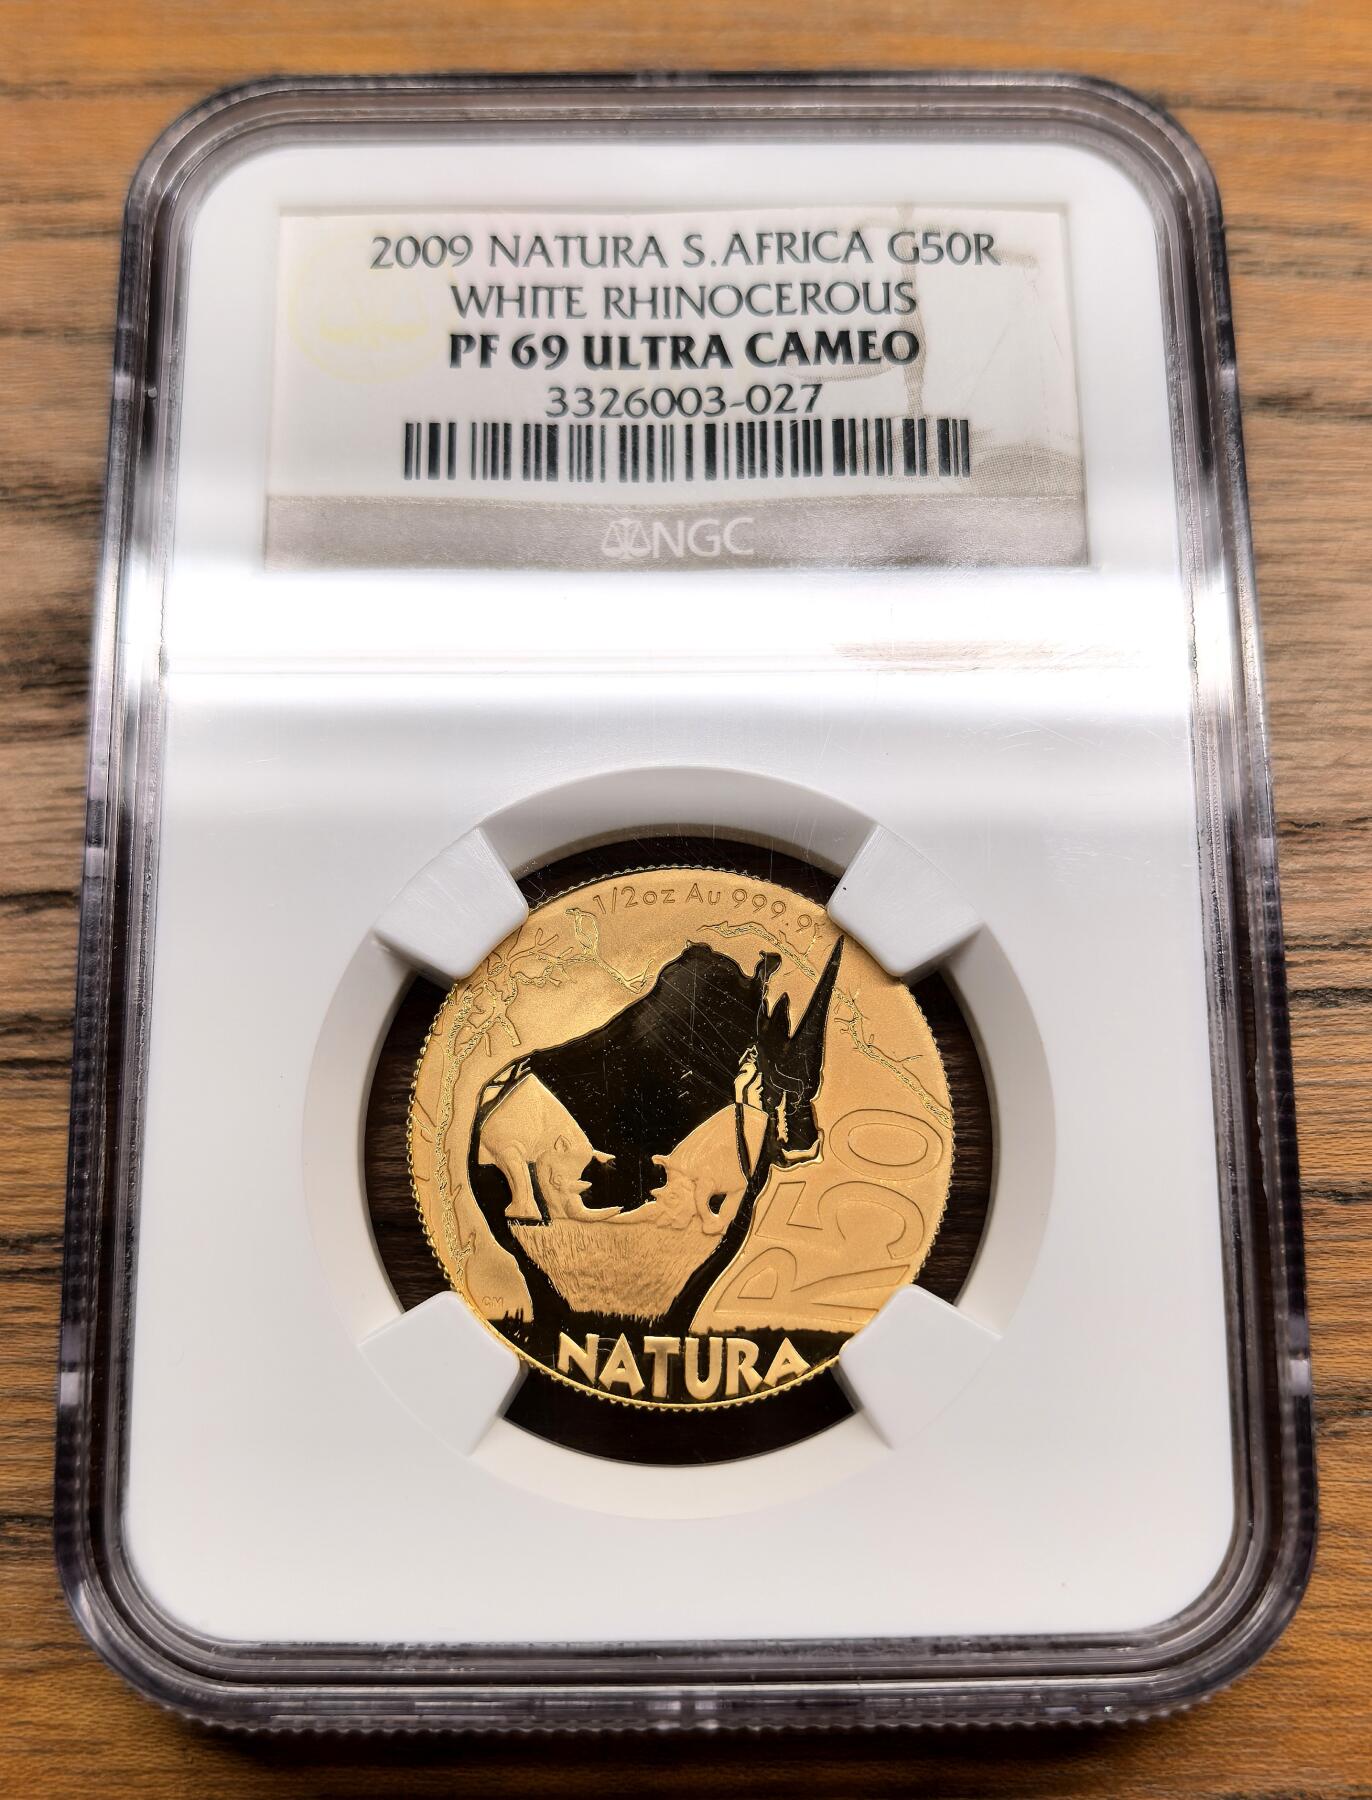 2009 NATURA S.AFRICA G50R
WHITE RHINOCEROUS
PF 69 ULTRA CAMEO
3326003-027
NGC
1/2oz Au 999.9
R50
GM
NATURA